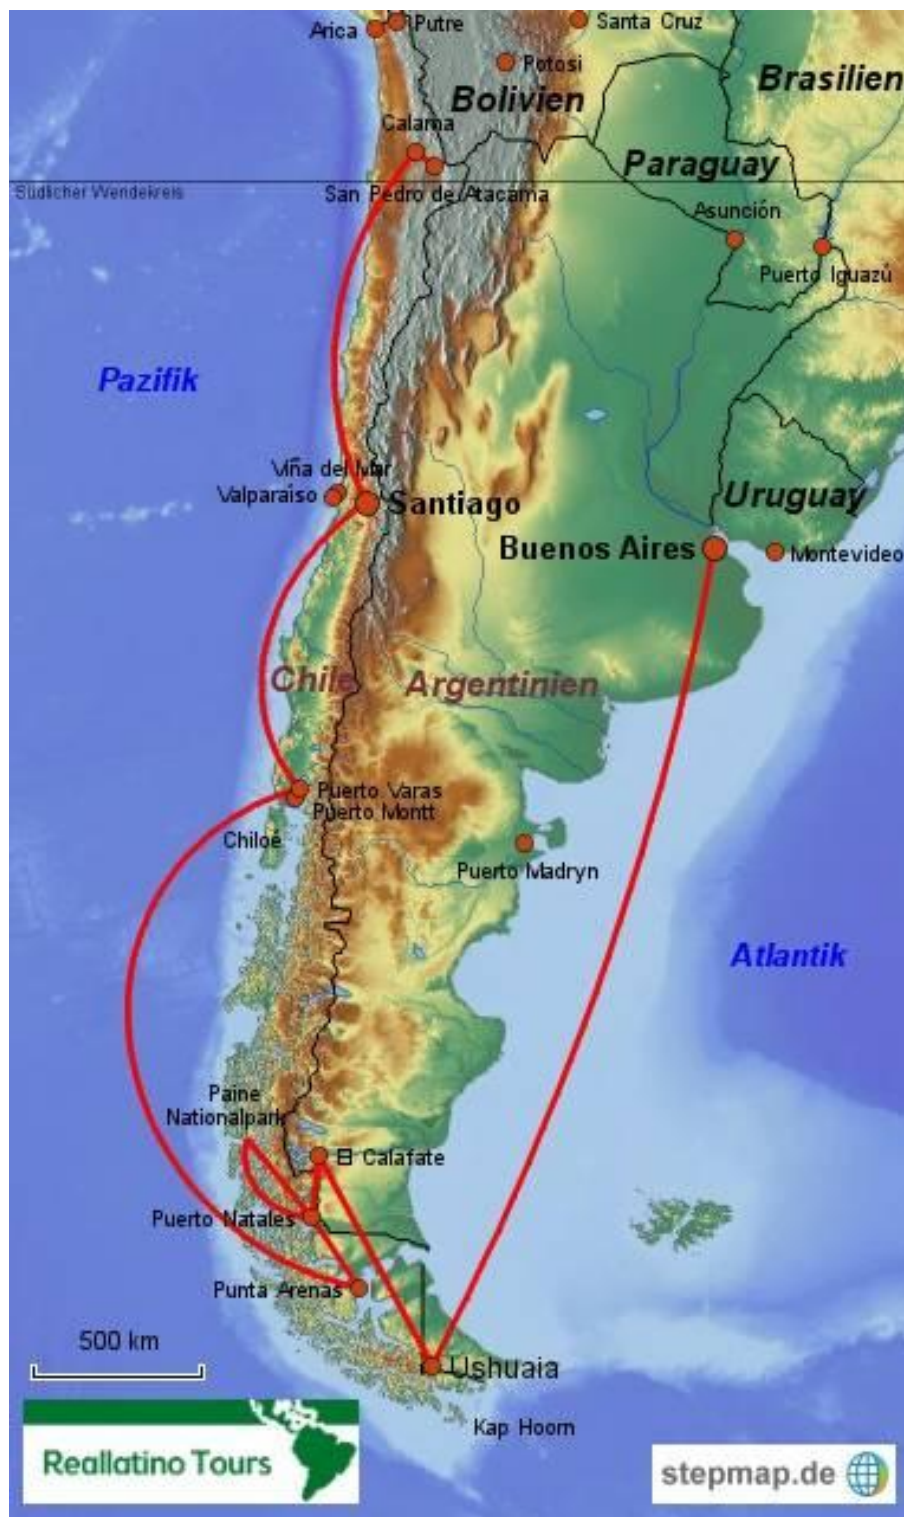 Arica
Putre
Santa Cruz
Potosi
Brasilien
Bolivien
Calama
Paraguay
Südlicher Wendekreis
San Pedro de Atacama
Asunción
Puerto Iguazú
Pazifik
Viña del Mar
Valparaíso
Santiago
Uruguay
Buenos Aires
Montevideo
Chile
Argentinien
Puerto Varas
Puerto Montt
Chiloé
Puerto Madryn
Atlantik
Paine
Nationalpark
El Calafate
Puerto Natales
Punta Arenas
500 km
Ushuaia
Kap Hoorn
Reallatino Tours
stepmap.de